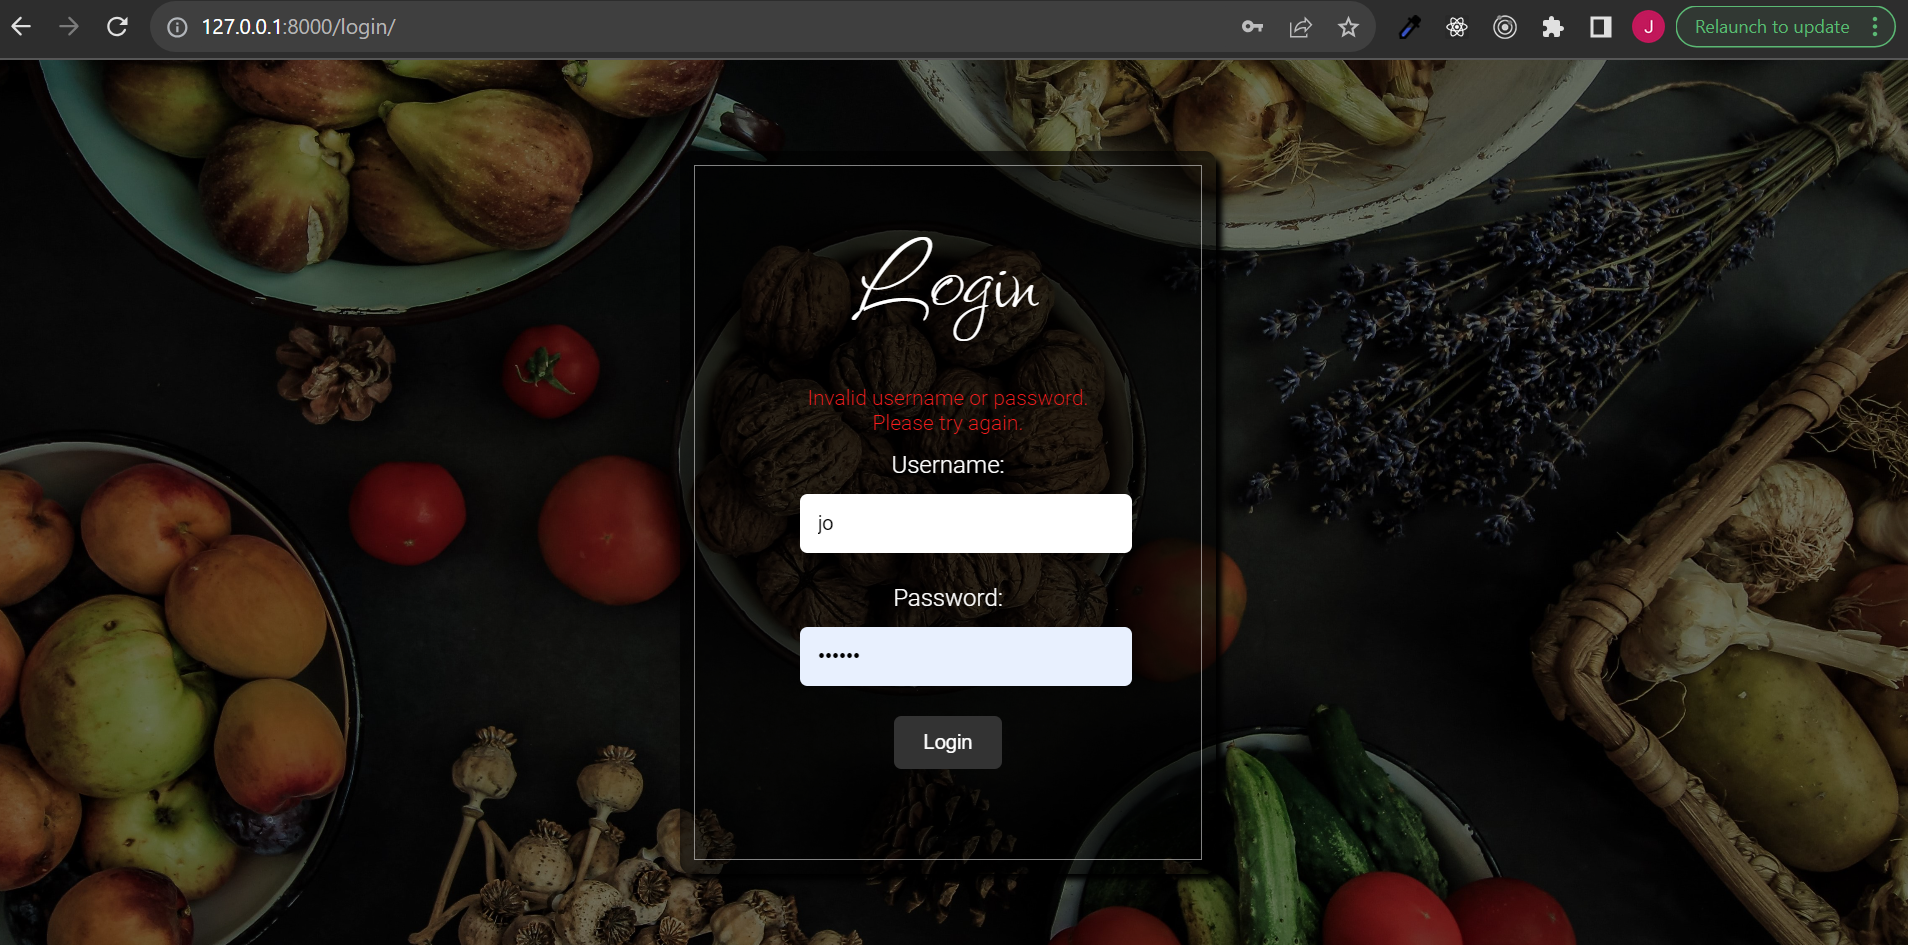 127.0.0.1:8000/login/
J
Relaunch to update
Login
Invalid username or password.
Please try again.
Username:
jo
Password:
••••••
Login